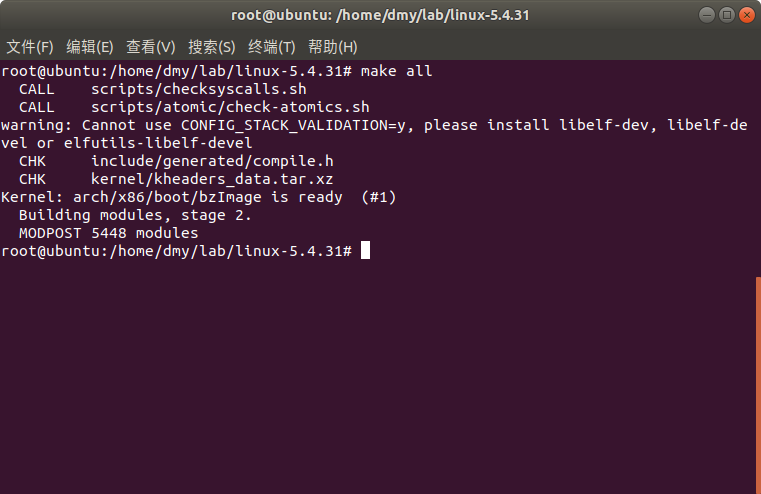 root@ubuntu: /home/dmy/lab/linux-5.4.31
文件(F) 编辑(E) 查看(V) 搜索(S) 终端(T) 帮助(H)
root@ubuntu:/home/dmy/lab/linux-5.4.31# make all
  CALL    scripts/checksyscalls.sh
  CALL    scripts/atomic/check-atomics.sh
warning: Cannot use CONFIG_STACK_VALIDATION=y, please install libelf-dev, libelf-de
vel or elfutils-libelf-devel
  CHK     include/generated/compile.h
  CHK     kernel/kheaders_data.tar.xz
Kernel: arch/x86/boot/bzImage is ready  (#1)
  Building modules, stage 2.
  MODPOST 5448 modules
root@ubuntu:/home/dmy/lab/linux-5.4.31#